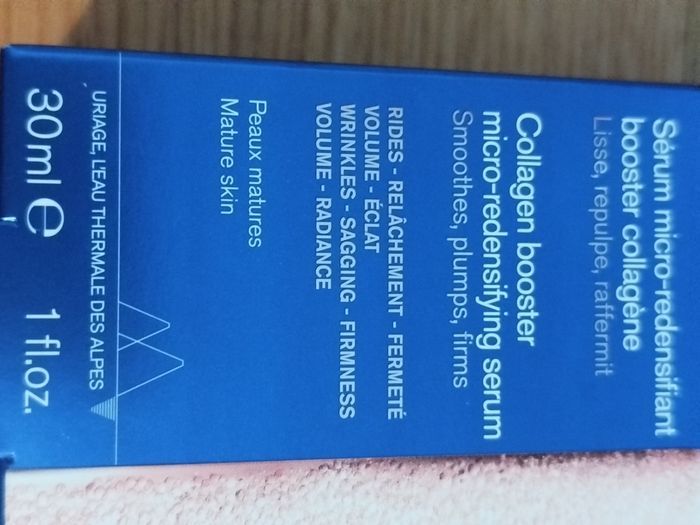 Sérum micro-redensifiant
booster collagène
Lisse, repulpe, raffermit
Collagen booster
micro-redensifying serum
Smoothes, plumps, firms
RIDES - RELÂCHEMENT - FERMETÉ
VOLUME - ÉCLAT
WRINKLES - SAGGING - FIRMNESS
VOLUME - RADIANCE
Peaux matures
Mature skin
URIAGE, L'EAU THERMALE DES ALPES
30ml e 1 fl.oz.